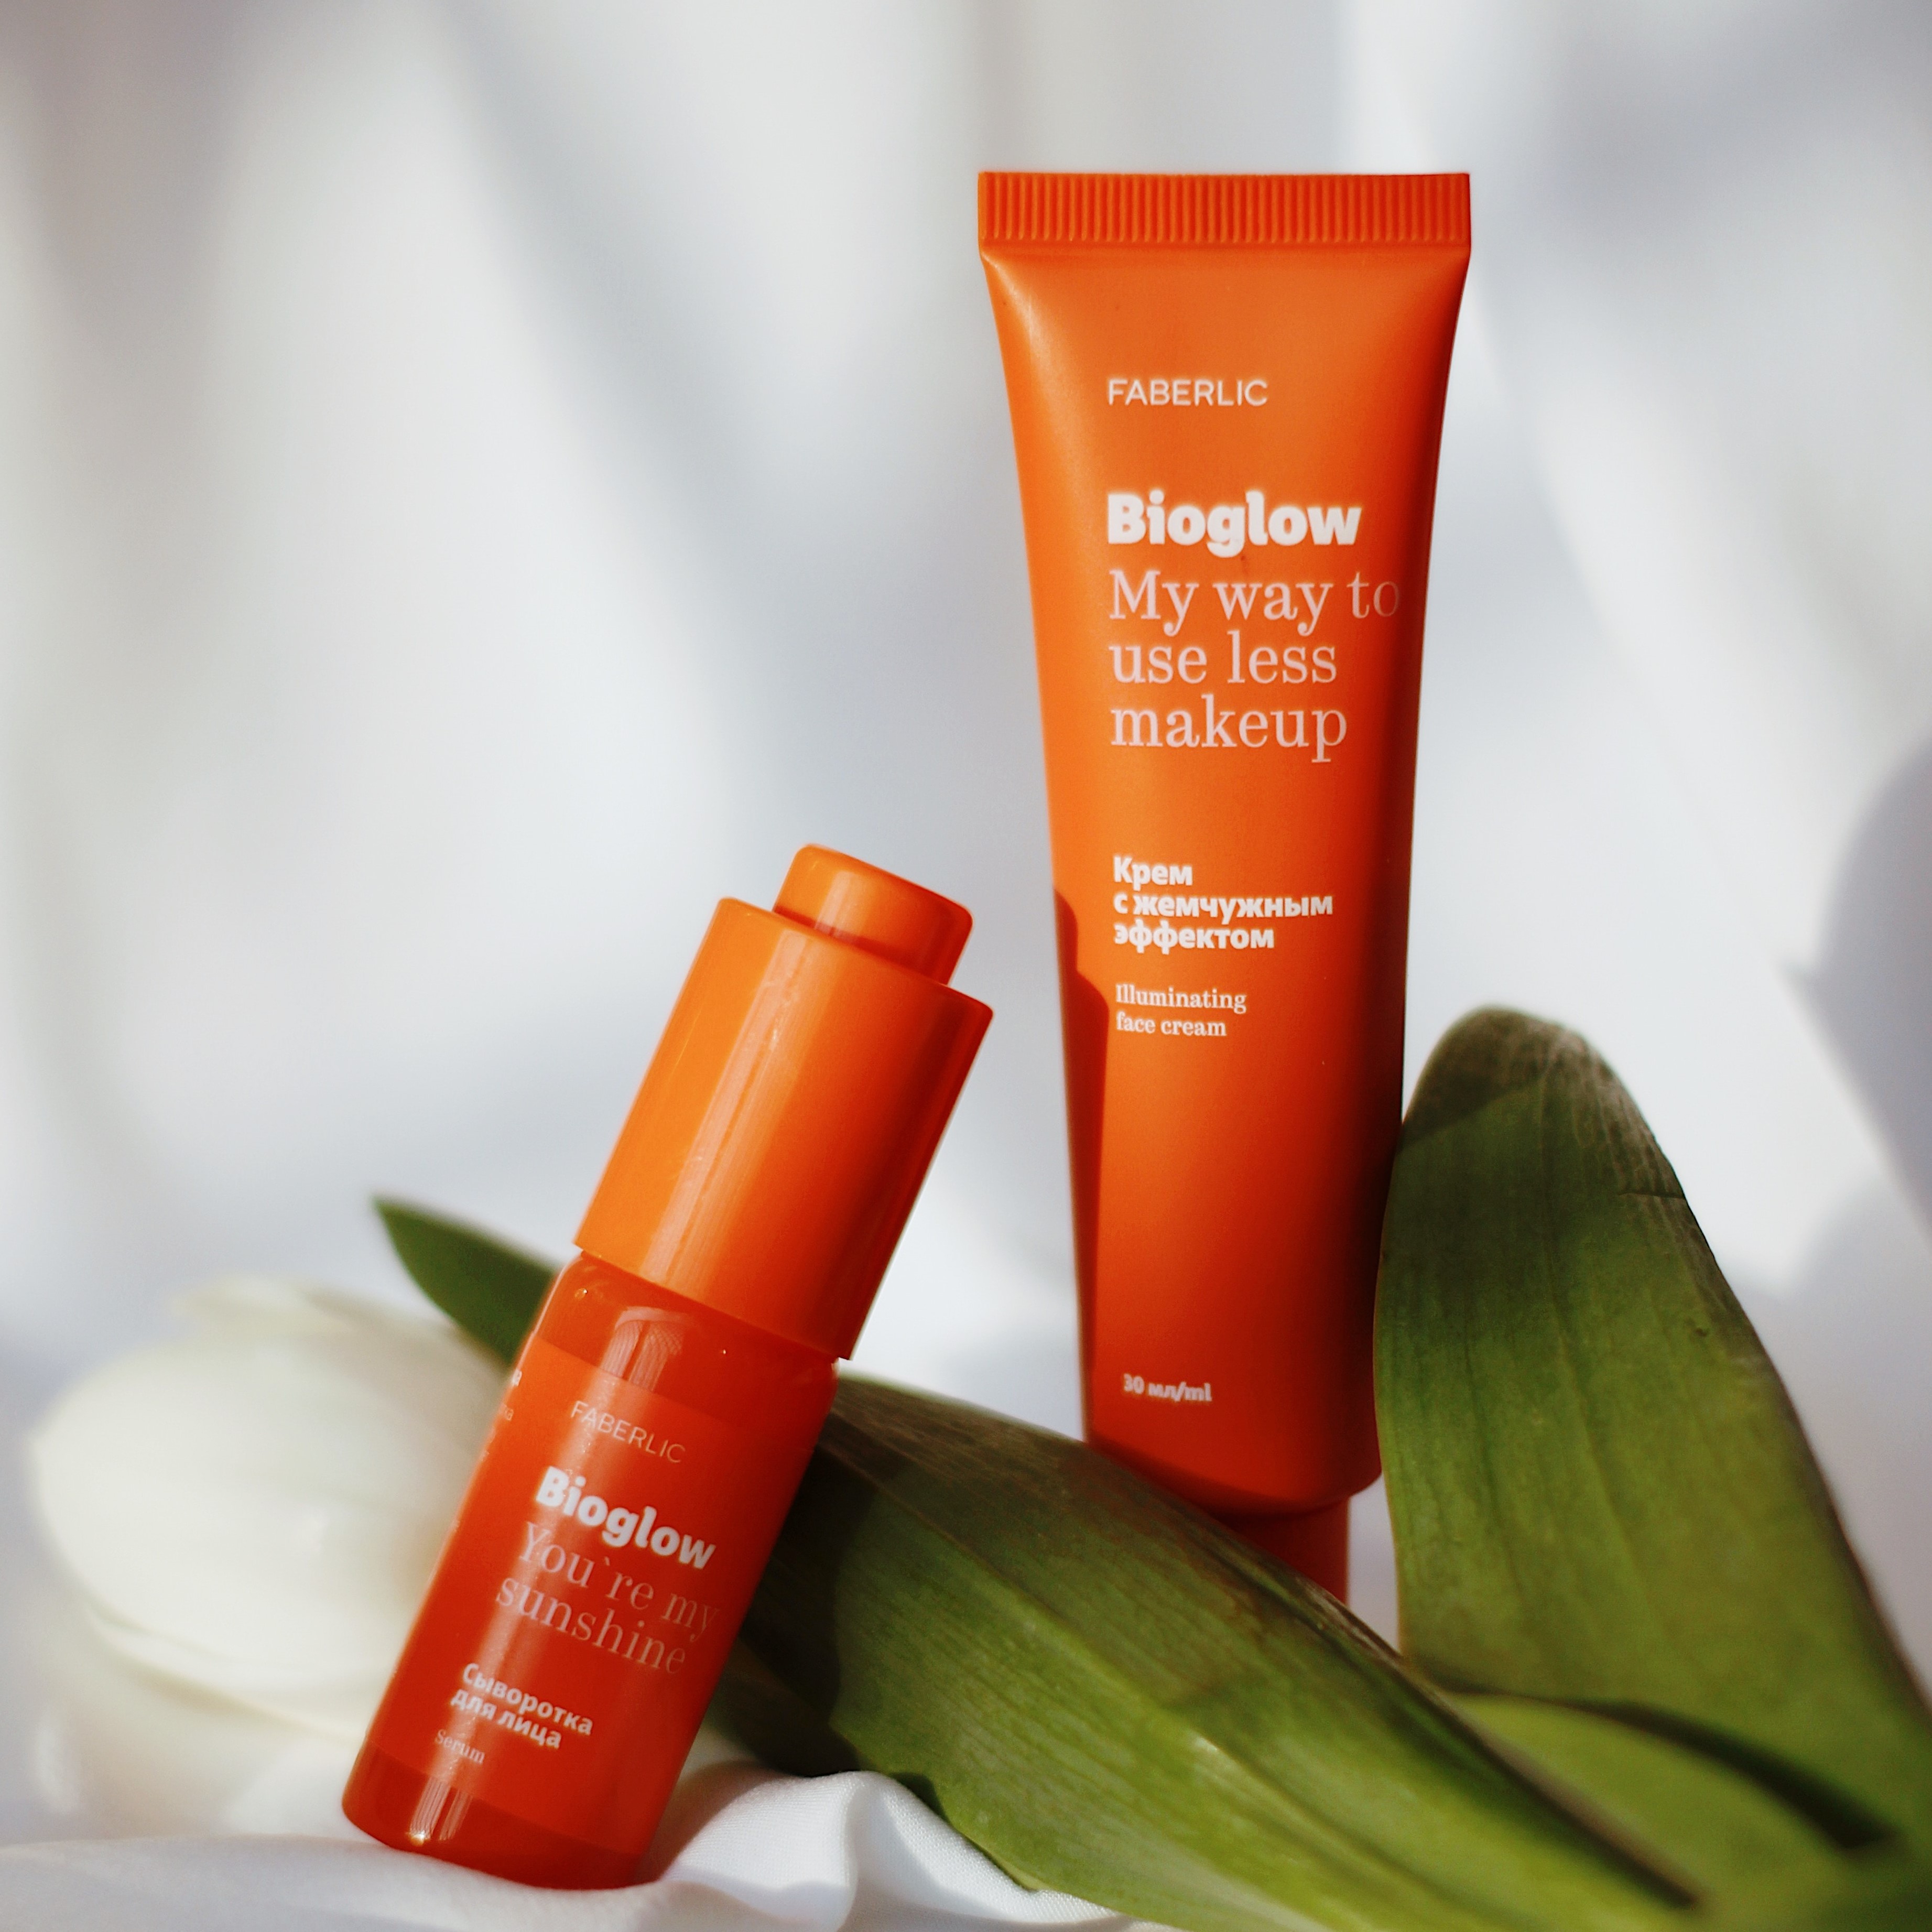 FABERLIC
Bioglow
My way to
use less
makeup
Крем
с жемчужным
эффектом
Illuminating
face cream
30 мл/ml
FABERLIC
Bioglow
You`re my
sunshine
Сыворотка
для лица
Serum